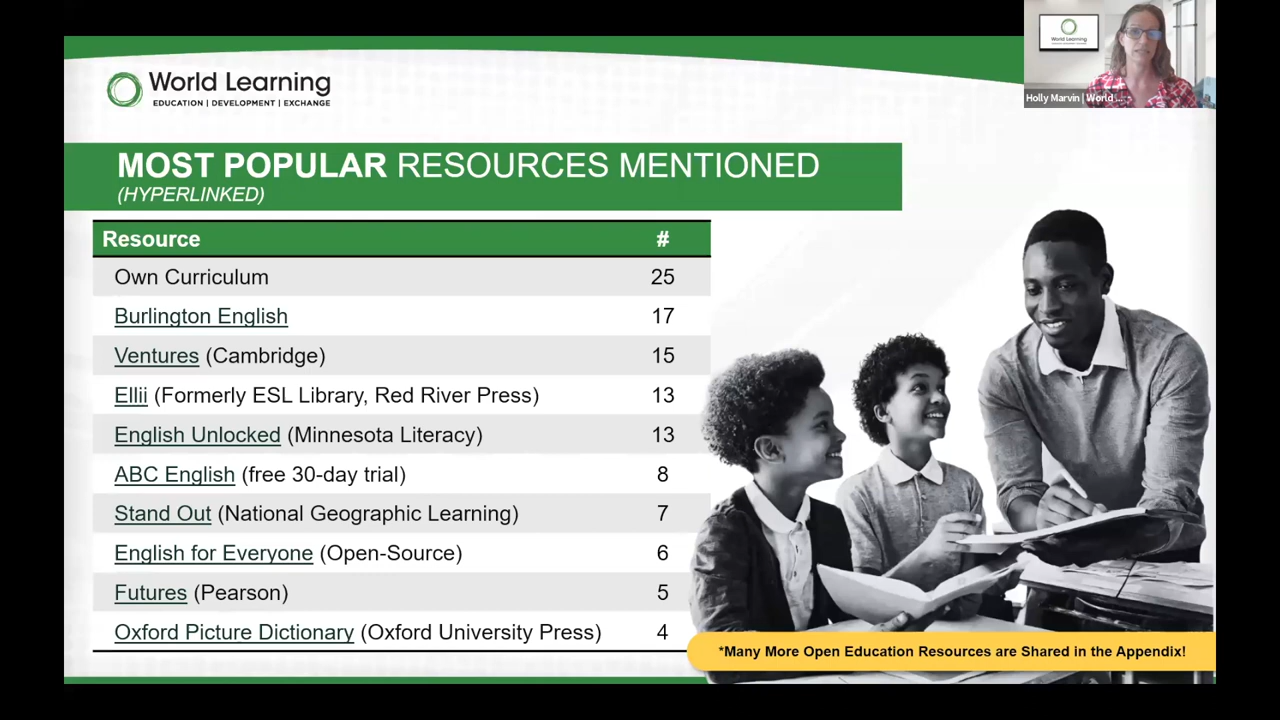 World Learning
EDUCATION | DEVELOPMENT | EXCHANGE
World Learning
Holly Marvin | World ...
MOST POPULAR RESOURCES MENTIONED
(HYPERLINKED)
Resource #
Own Curriculum 25
Burlington English 17
Ventures (Cambridge) 15
Ellii (Formerly ESL Library, Red River Press) 13
English Unlocked (Minnesota Literacy) 13
ABC English (free 30-day trial) 8
Stand Out (National Geographic Learning) 7
English for Everyone (Open-Source) 6
Futures (Pearson) 5
Oxford Picture Dictionary (Oxford University Press) 4
*Many More Open Education Resources are Shared in the Appendix!